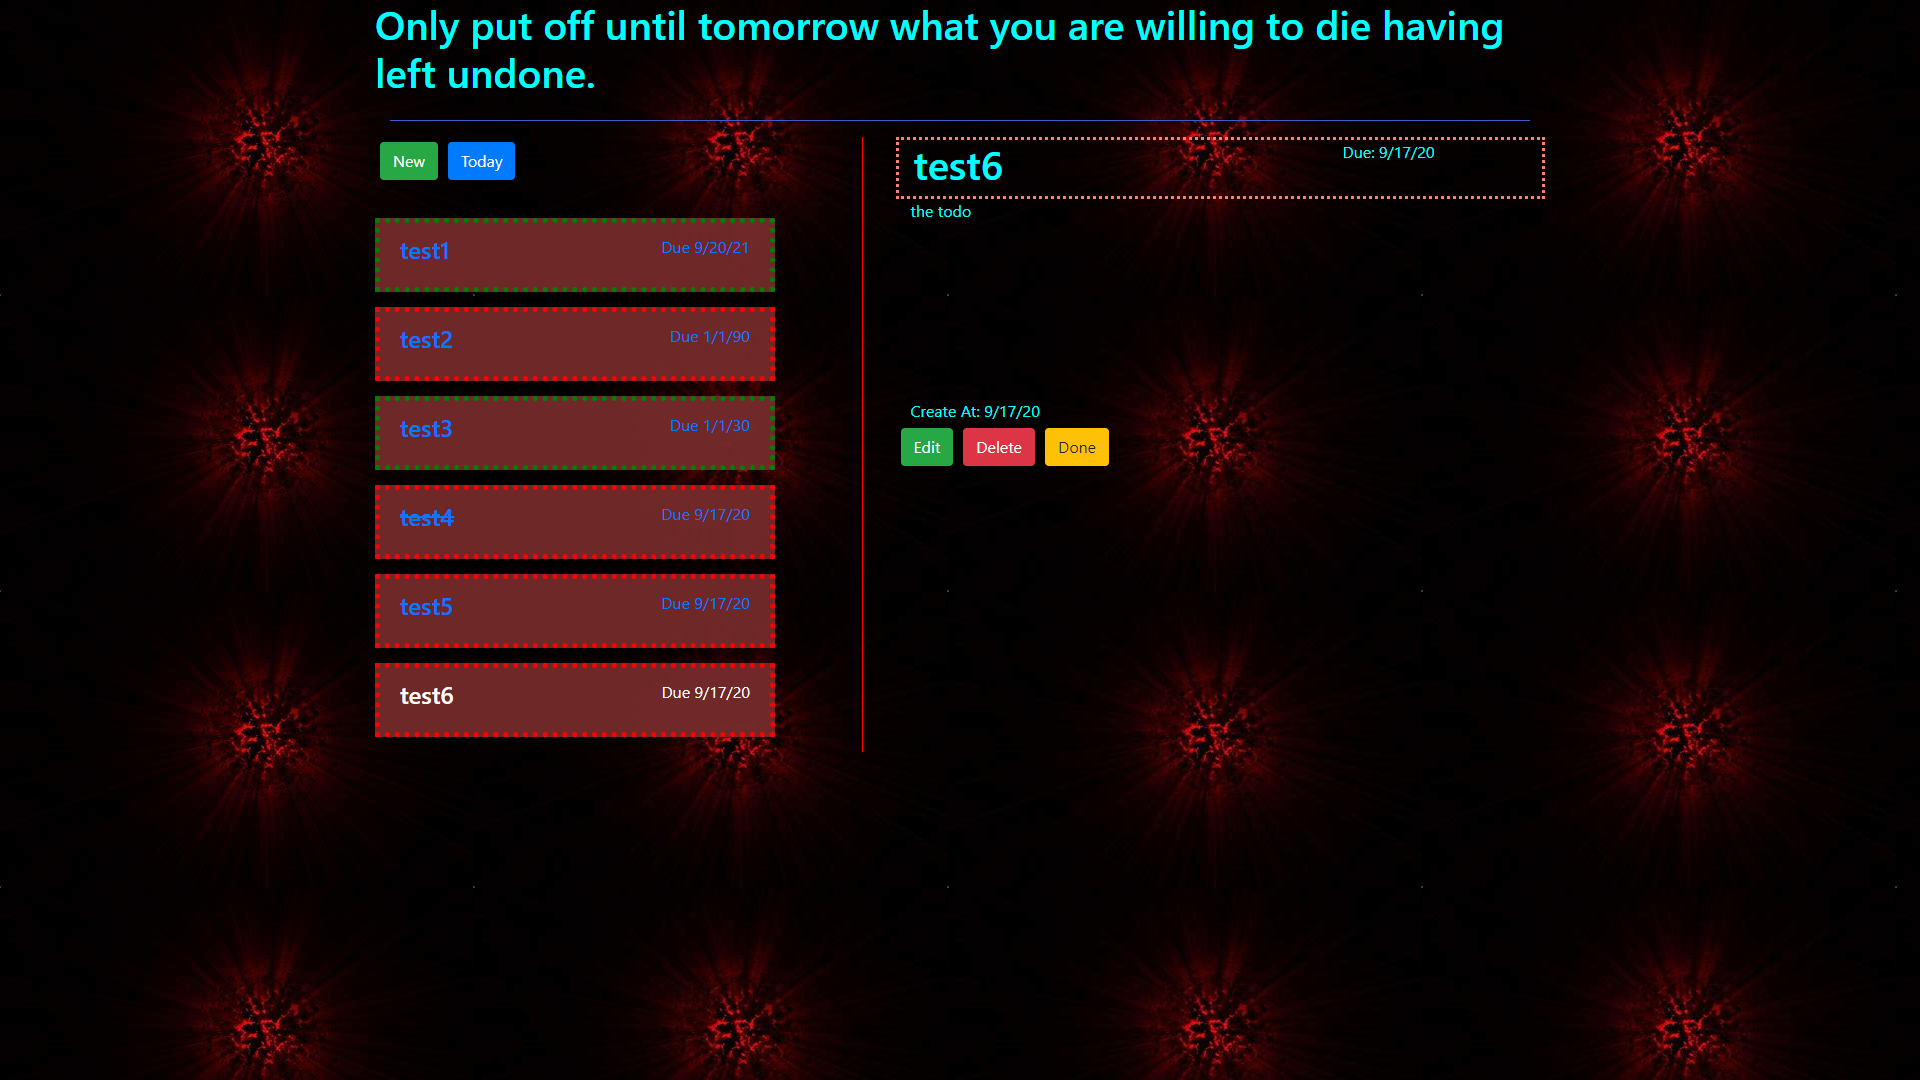 Only put off until tomorrow what you are willing to die having
left undone.
New Today
test1 Due 9/20/21
test2 Due 1/1/90
test3 Due 1/1/30
test4 Due 9/17/20
test5 Due 9/17/20
test6 Due 9/17/20
test6 Due: 9/17/20
the todo
Create At: 9/17/20
Edit Delete Done